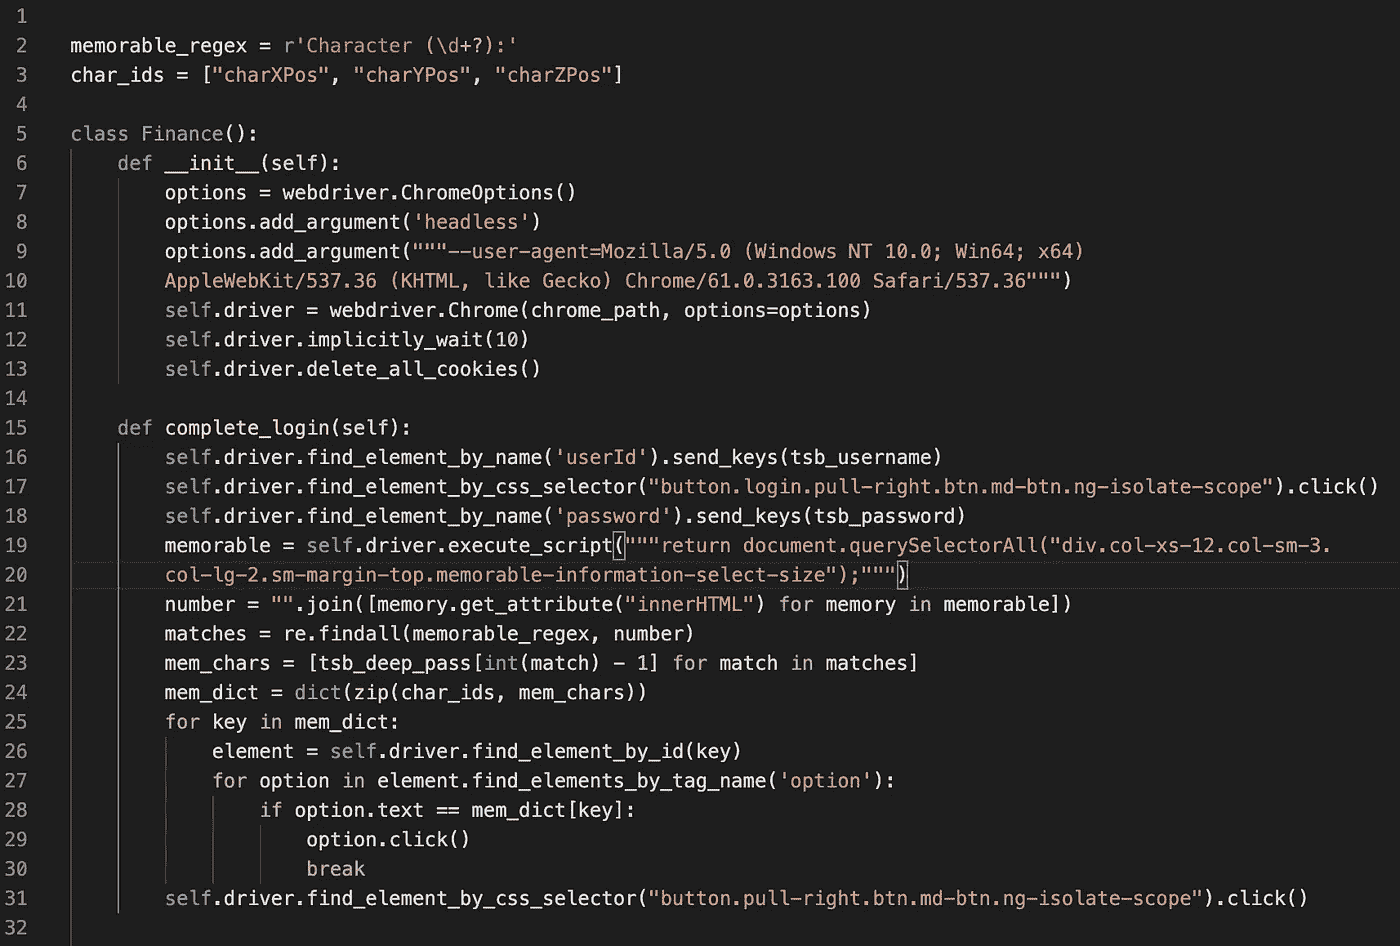 1
2 memorable_regex = r'Character (\d+?):'
3 char_ids = ["charXPos", "charYPos", "charZPos"]
4
5 class Finance():
6     def __init__(self):
7         options = webdriver.ChromeOptions()
8         options.add_argument('headless')
9         options.add_argument("""--user-agent=Mozilla/5.0 (Windows NT 10.0; Win64; x64)
10         AppleWebKit/537.36 (KHTML, like Gecko) Chrome/61.0.3163.100 Safari/537.36""")
11         self.driver = webdriver.Chrome(chrome_path, options=options)
12         self.driver.implicitly_wait(10)
13         self.driver.delete_all_cookies()
14
15     def complete_login(self):
16         self.driver.find_element_by_name('userId').send_keys(tsb_username)
17         self.driver.find_element_by_css_selector("button.login.pull-right.btn.md-btn.ng-isolate-scope").click()
18         self.driver.find_element_by_name('password').send_keys(tsb_password)
19         memorable = self.driver.execute_script("""return document.querySelectorAll("div.col-xs-12.col-sm-3.
20         col-lg-2.sm-margin-top.memorable-information-select-size");""")
21         number = "".join([memory.get_attribute("innerHTML") for memory in memorable])
22         matches = re.findall(memorable_regex, number)
23         mem_chars = [tsb_deep_pass[int(match) - 1] for match in matches]
24         mem_dict = dict(zip(char_ids, mem_chars))
25         for key in mem_dict:
26             element = self.driver.find_element_by_id(key)
27             for option in element.find_elements_by_tag_name('option'):
28                 if option.text == mem_dict[key]:
29                     option.click()
30                     break
31         self.driver.find_element_by_css_selector("button.pull-right.btn.md-btn.ng-isolate-scope").click()
32